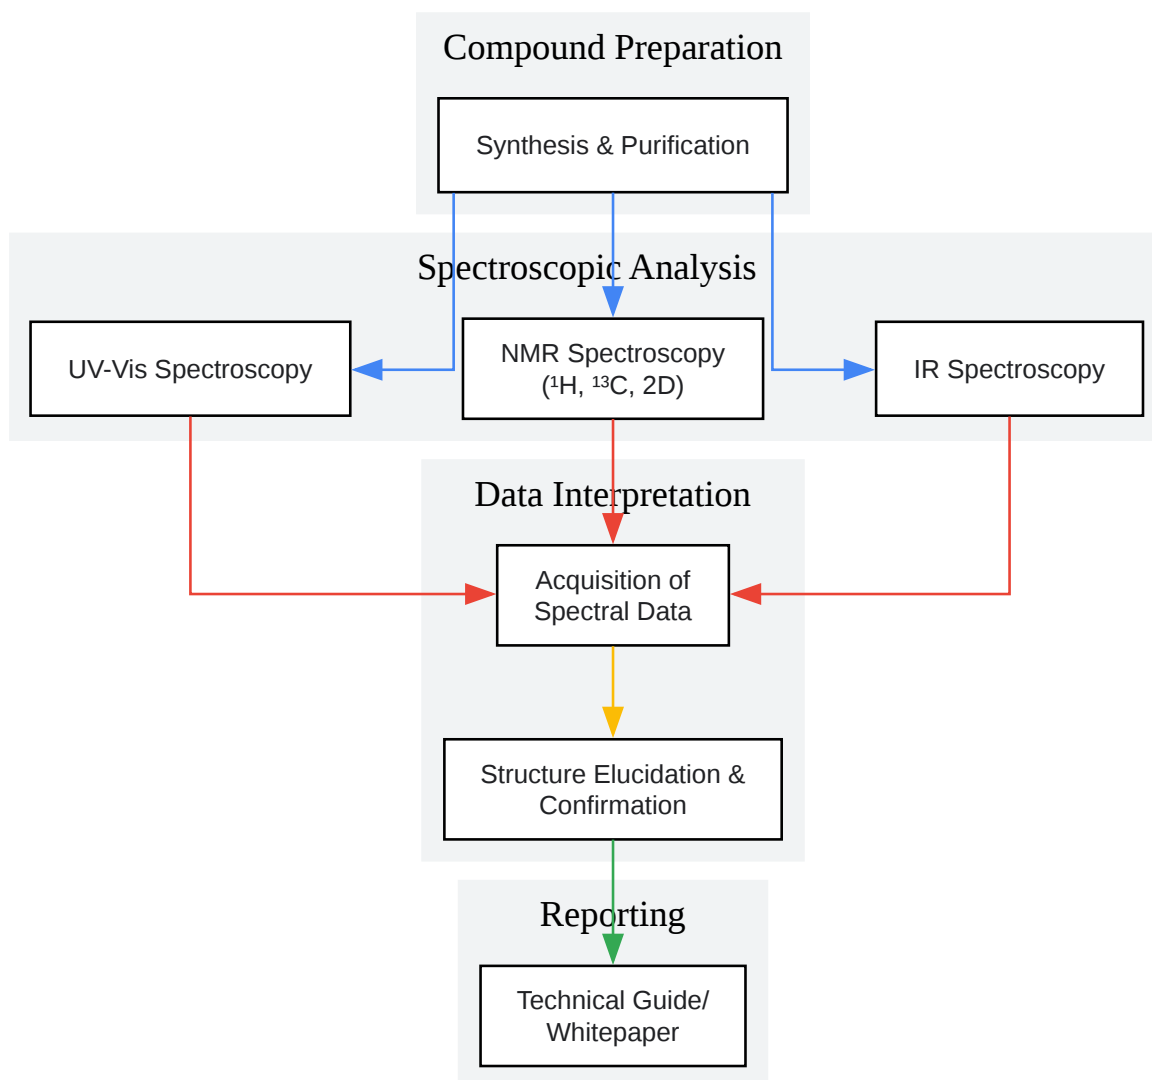 Compound Preparation
Synthesis & Purification
Spectroscopic Analysis
UV-Vis Spectroscopy
NMR Spectroscopy
(¹H, ¹³C, 2D)
IR Spectroscopy
Data Interpretation
Acquisition of
Spectral Data
Structure Elucidation &
Confirmation
Reporting
Technical Guide/
Whitepaper